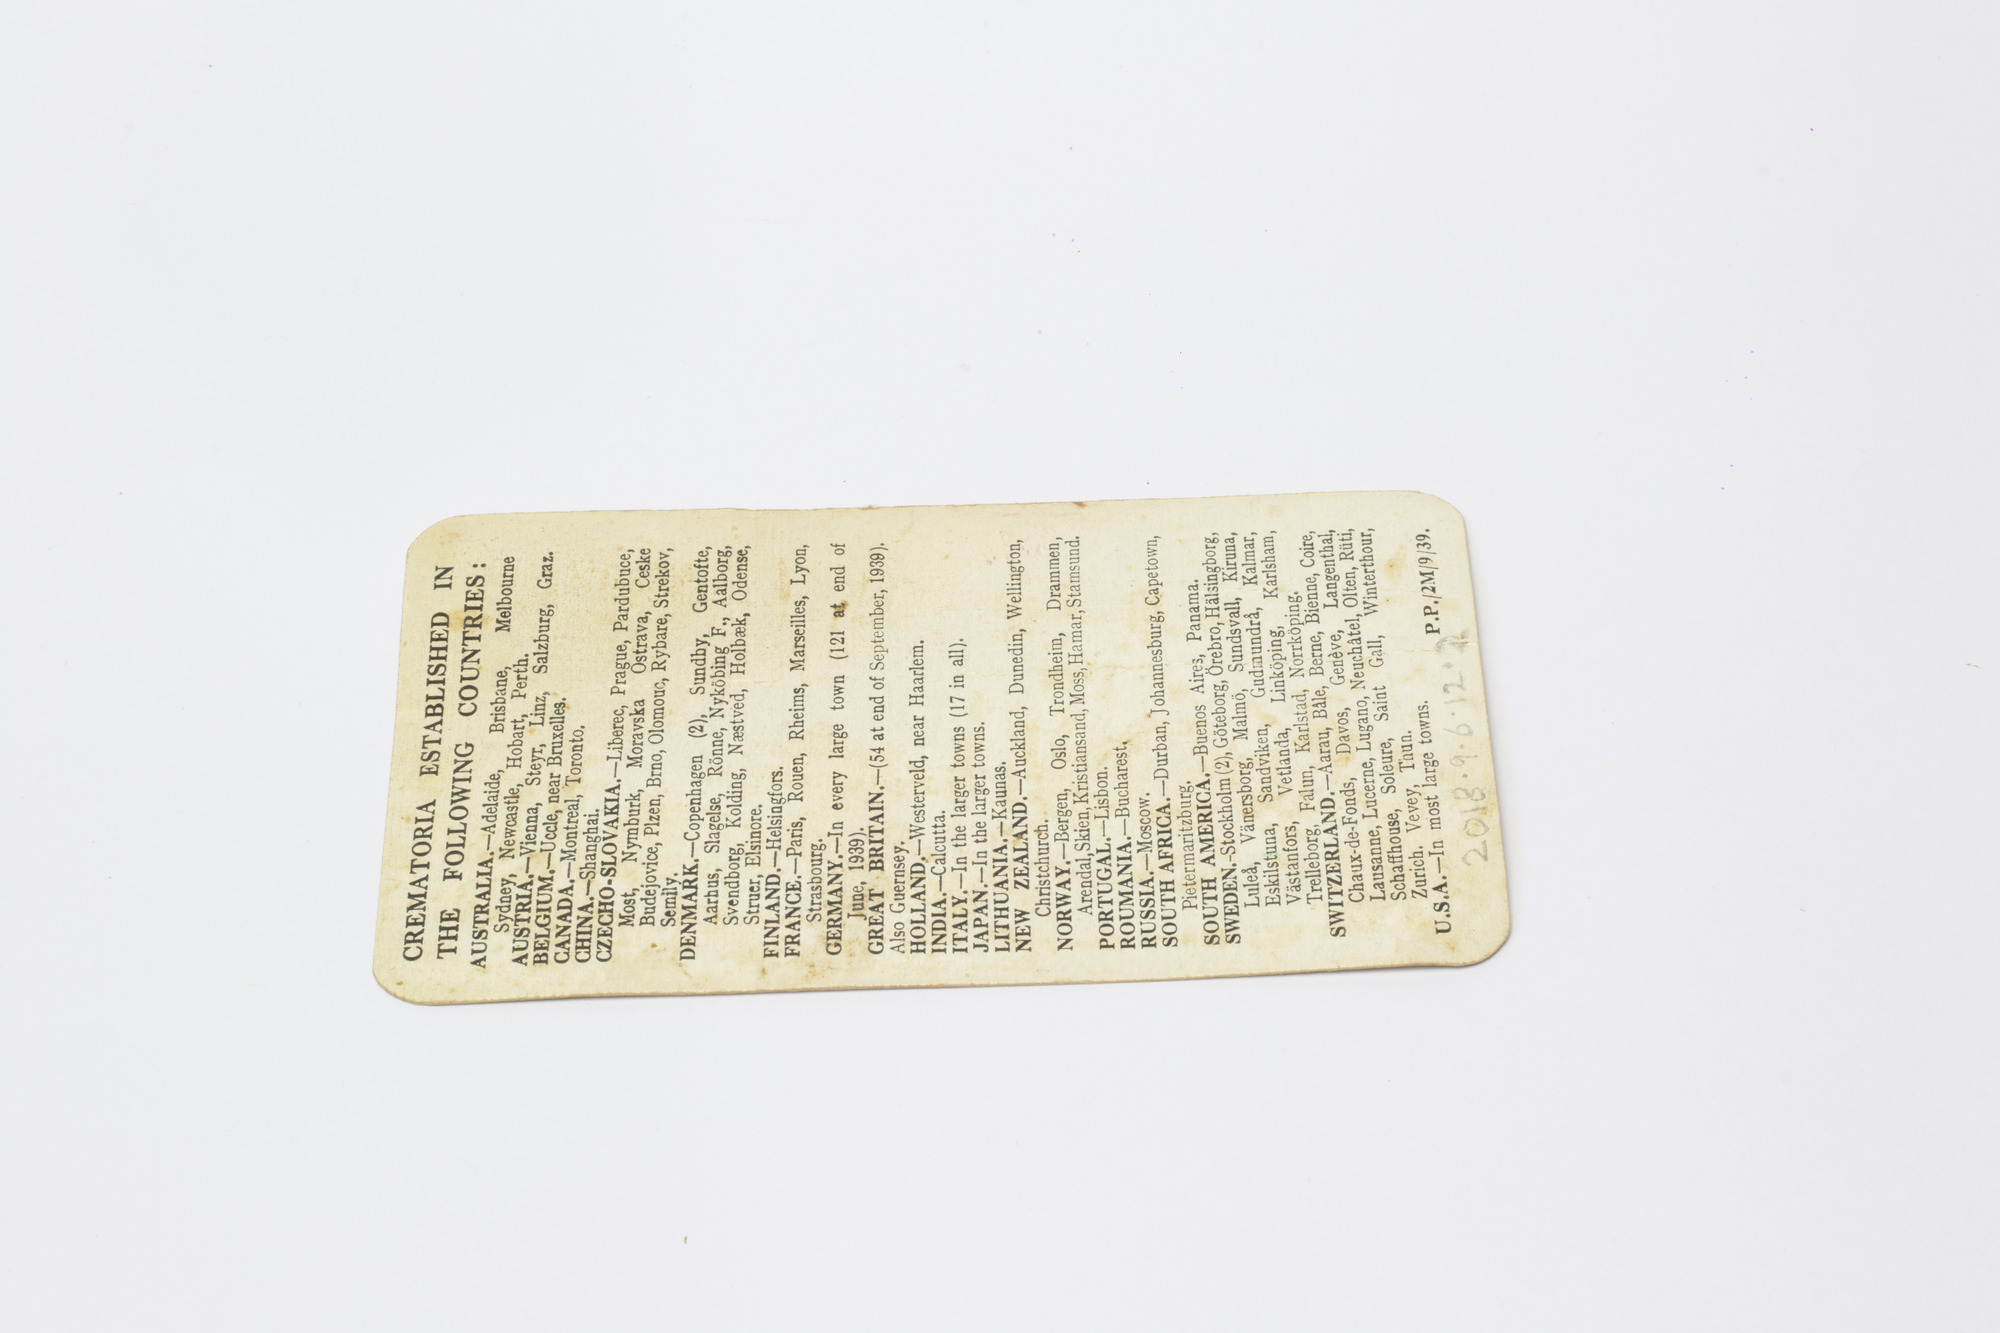 CREMATORIA ESTABLISHED IN
THE FOLLOWING COUNTRIES:
AUSTRALIA.—Adelaide, Brisbane, Melbourne
Sydney, Newcastle, Hobart, Perth.
AUSTRIA.—Vienna, Steyr, Linz, Salzburg, Graz.
BELGIUM.—Uccle, near Bruxelles.
CANADA.—Montreal, Toronto.
CHINA.—Shanghai.
CZECHO-SLOVAKIA.—Liberec, Prague, Pardubuce,
Most, Nymburk, Moravska Ostrava, Ceske
Budejovice, Plzen, Brno, Olomouc, Rybare, Strekov,
Semily.
DENMARK.—Copenhagen (2), Sundby, Gentofte,
Aarhus, Slagelse, Rönne, Nyköbing F., Aalborg,
Svendborg, Kolding, Næstved, Holbæk, Odense,
Struer, Elsinore.
FINLAND.—Helsingfors.
FRANCE.—Paris, Rouen, Rheims, Marseilles, Lyon,
Strasbourg.
GERMANY.—In every large town (121 at end of
June, 1939).
GREAT BRITAIN.—(54 at end of September, 1939).
Also Guernsey.
HOLLAND.—Westerveld, near Haarlem.
INDIA.—Calcutta.
ITALY.—In the larger towns (17 in all).
JAPAN.—In the larger towns.
LITHUANIA.—Kaunas.
NEW ZEALAND.—Auckland, Dunedin, Wellington,
Christchurch.
NORWAY.—Bergen, Oslo, Trondheim, Drammen,
Arendal, Skien, Kristiansand, Moss, Hamar, Stamsund.
PORTUGAL.—Lisbon.
ROUMANIA.—Bucharest,
RUSSIA.—Moscow.
SOUTH AFRICA.—Durban, Johannesburg, Capetown,
Pietermaritzburg.
SOUTH AMERICA.—Buenos Aires, Panama.
SWEDEN.-Stockholm (2), Göteborg, Örebro, Hälsingborg,
Luleå, Vänersborg, Malmö, Sundsvall, Kiruna,
Eskilstuna, Sandviken, Gudmundrå, Kalmar,
Västanfors, Vetlanda, Linköping, Karlsham,
Trelleborg, Falun, Karlstad, Norrköping.
SWITZERLAND.—Aarau, Bâle, Berne, Bienne, Coire,
Chaux-de-Fonds, Davos, Genève, Langenthal,
Lausanne, Lucerne, Lugano, Neuchâtel, Olten, Rüti,
Schaffhouse, Soleure, Saint Gall, Winterthour,
Zurich. Vevey, Tiun.
U.S.A.—In most large towns. P.P./2M/9/39.
2018.9.6.12.2